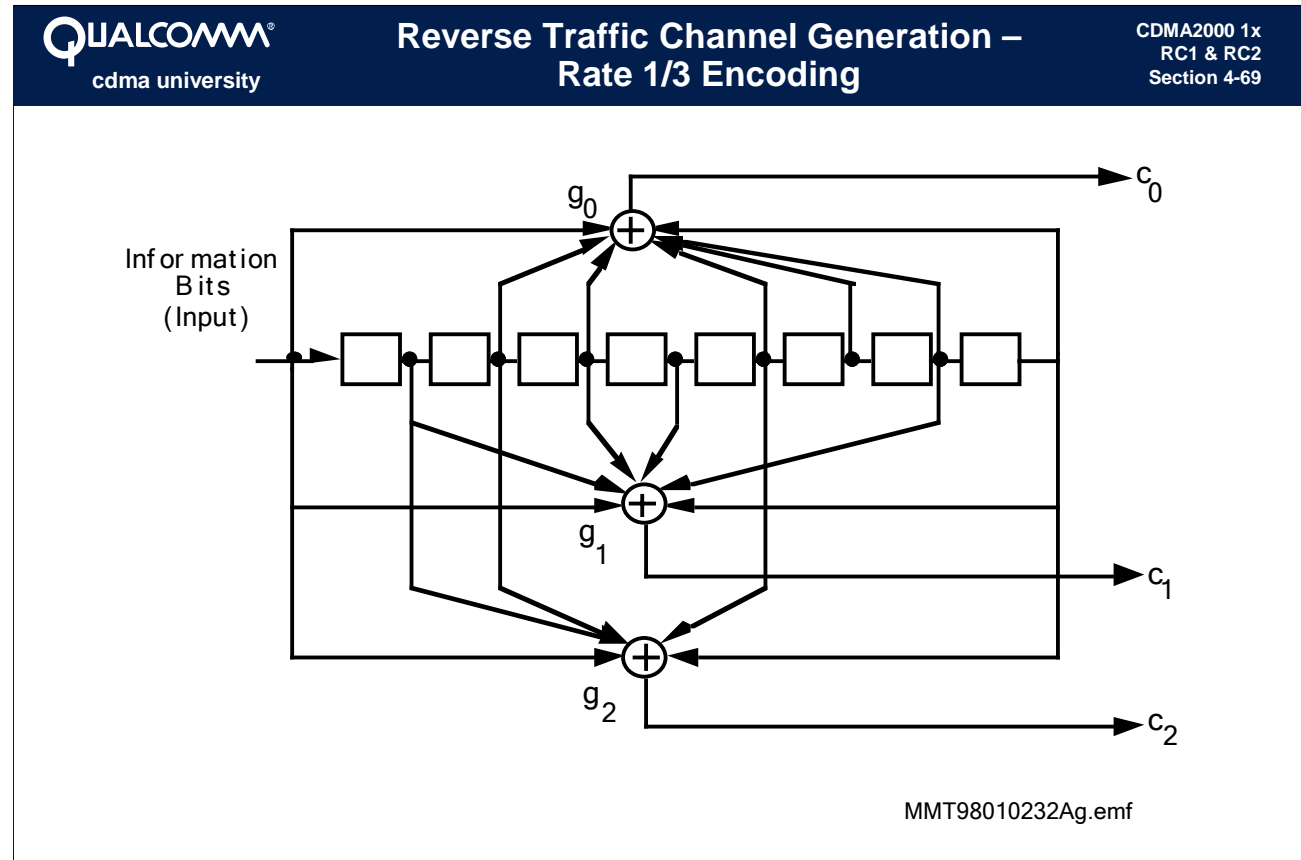 QUALCOMM®
cdma university
Reverse Traffic Channel Generation –
Rate 1/3 Encoding
CDMA2000 1x
RC1 & RC2
Section 4-69
c0
g0
Information
Bits
(Input)
g1
c1
g2
c2
MMT98010232Ag.emf